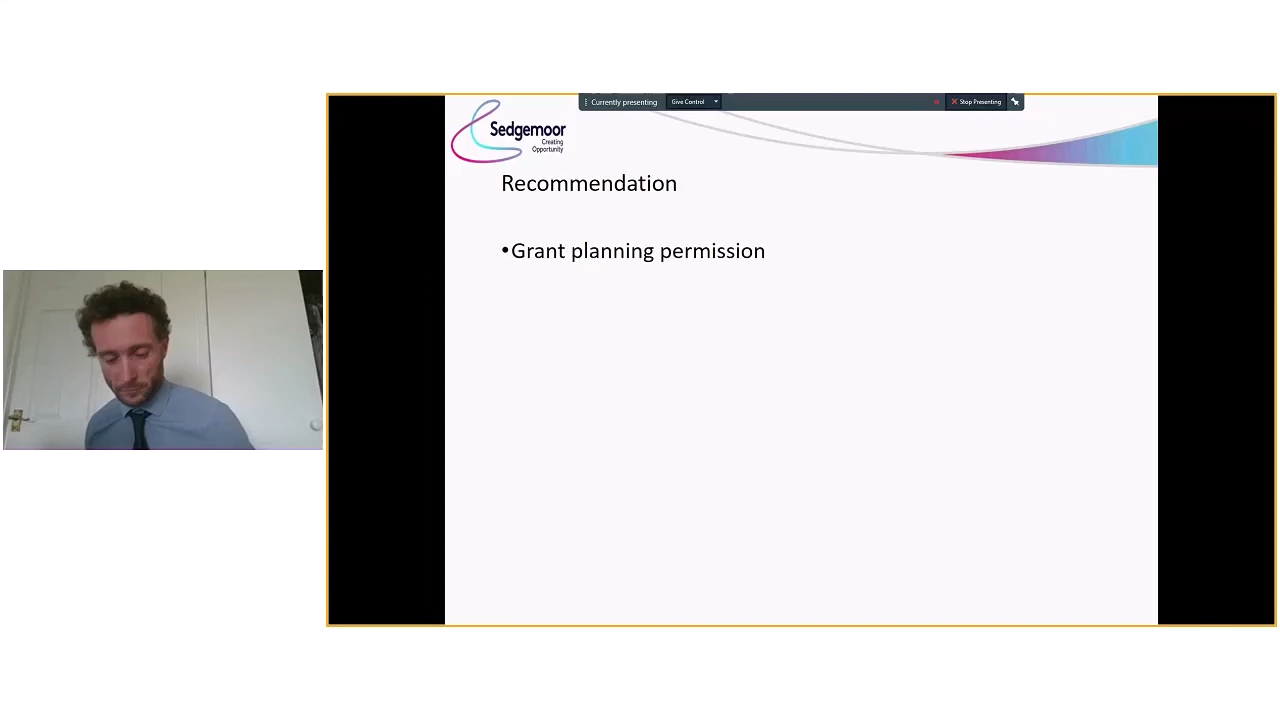 Currently presenting
Give Control
Stop Presenting
Sedgemoor
Creating
Opportunity
Recommendation
•Grant planning permission